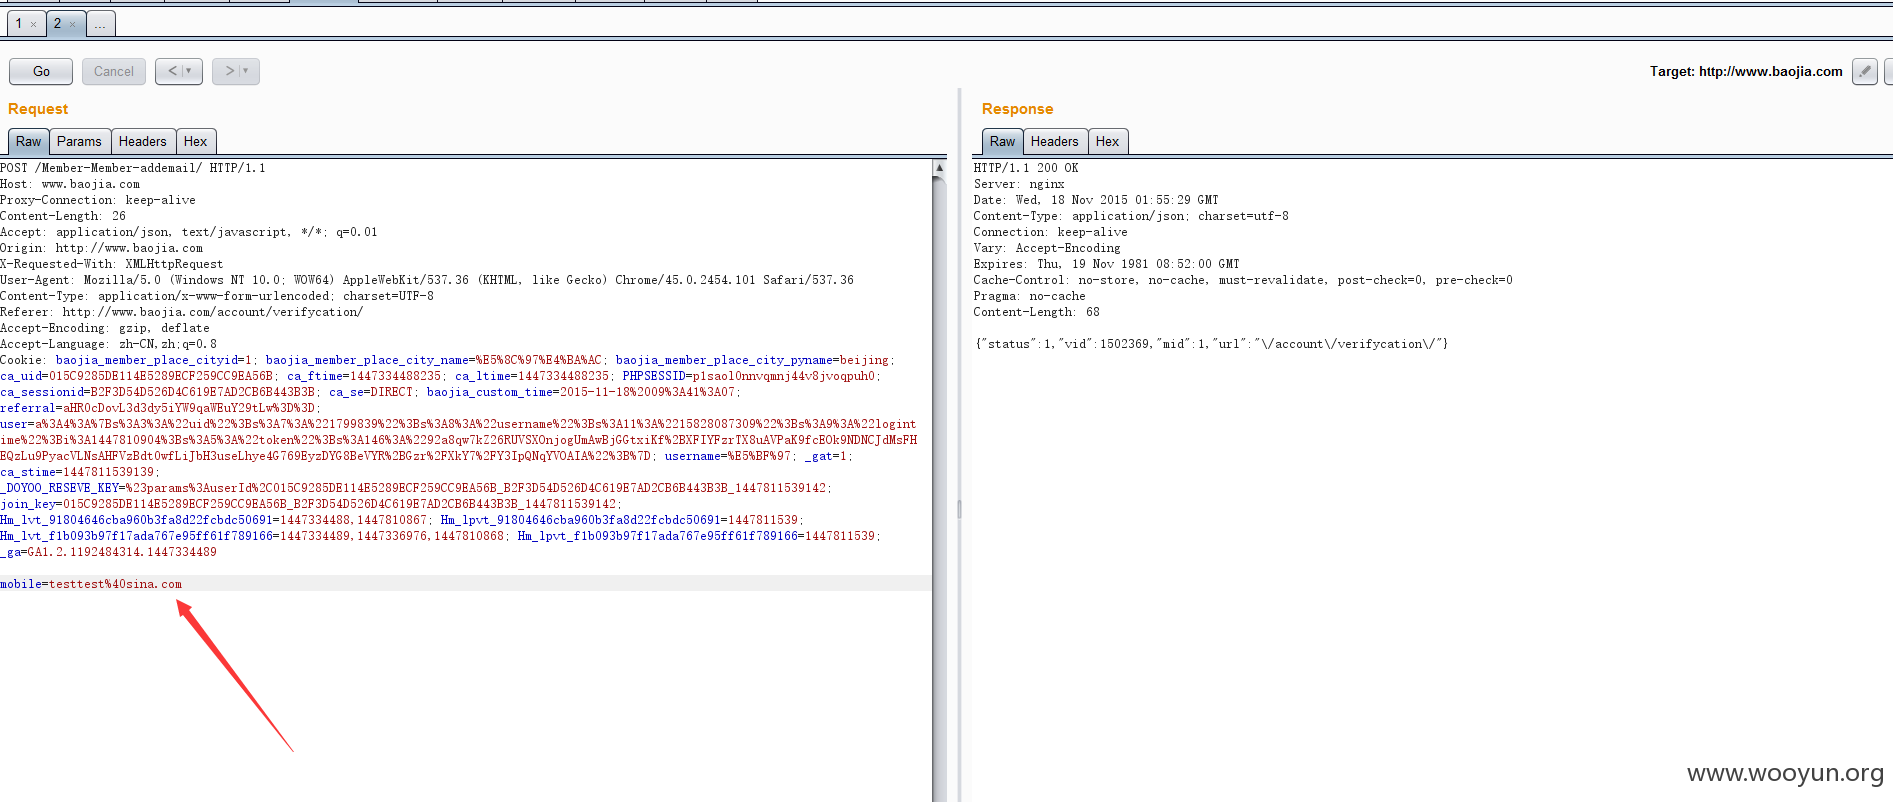 1 × 2 × ...
Go Cancel < > Target: http://www.baojia.com
Request
Raw Params Headers Hex
POST /Member-Member-addemail/ HTTP/1.1
Host: www.baojia.com
Proxy-Connection: keep-alive
Content-Length: 26
Accept: application/json, text/javascript, */*; q=0.01
Origin: http://www.baojia.com
X-Requested-With: XMLHttpRequest
User-Agent: Mozilla/5.0 (Windows NT 10.0; WOW64) AppleWebKit/537.36 (KHTML, like Gecko) Chrome/45.0.2454.101 Safari/537.36
Content-Type: application/x-www-form-urlencoded; charset=UTF-8
Referer: http://www.baojia.com/account/verifycation/
Accept-Encoding: gzip, deflate
Accept-Language: zh-CN,zh;q=0.8
Cookie: baojia_member_place_cityid=1; baojia_member_place_city_name=%E5%8C%97%E4%BA%AC; baojia_member_place_city_pyname=beijing;
ca_uid=015C9285DE114E5289ECF259CC9EA56B; ca_ftime=1447334488235; ca_ltime=1447334488235; PHPSESSID=p1saol0nnvqmnj44v8jvoqpuh0;
ca_sessionid=B2F3D54D526D4C619E7AD2CB6B443B3B; ca_se=DIRECT; baojia_custom_time=2015-11-18%2009%3A41%3A07;
referral=aHR0cDovL3d3dy5iYW9qaWEuY29tLw%3D%3D;
user=a%3A4%3A%7Bs%3A3%3A%22uid%22%3Bs%3A7%3A%221799839%22%3Bs%3A8%3A%22username%22%3Bs%3A11%3A%2215828087309%22%3Bs%3A9%3A%22logint
ime%22%3Bi%3A1447810904%3Bs%3A5%3A%22token%22%3Bs%3A146%3A%2292a8qw7kZ26RUVSXOnjogUmAwBjGGtxiKf%2BXFIYFzrTX8uAVPaK9fcEOk9NDNCJdMsFH
EQzLu9PyacVLNsAHFVzBdt0wfLiJbH3useLhye4G769EyzDYG8BeVYR%2BGzr%2FXkY7%2FY3IpQNqYVOAIA%22%3B%7D; username=%E5%BF%97; _gat=1;
ca_stime=1447811539139;
_DOYOO_RESEVE_KEY=%23params%3AuserId%2C015C9285DE114E5289ECF259CC9EA56B_B2F3D54D526D4C619E7AD2CB6B443B3B_1447811539142;
join_key=015C9285DE114E5289ECF259CC9EA56B_B2F3D54D526D4C619E7AD2CB6B443B3B_1447811539142;
Hm_lvt_91804646cba960b3fa8d22fcbdc50691=1447334488,1447810867; Hm_lpvt_91804646cba960b3fa8d22fcbdc50691=1447811539;
Hm_lvt_f1b093b97f17ada767e95ff61f789166=1447334489,1447336976,1447810868; Hm_lpvt_f1b093b97f17ada767e95ff61f789166=1447811539;
_ga=GA1.2.1192484314.1447334489
mobile=testtest%40sina.com
Response
Raw Headers Hex
HTTP/1.1 200 OK
Server: nginx
Date: Wed, 18 Nov 2015 01:55:29 GMT
Content-Type: application/json; charset=utf-8
Connection: keep-alive
Vary: Accept-Encoding
Expires: Thu, 19 Nov 1981 08:52:00 GMT
Cache-Control: no-store, no-cache, must-revalidate, post-check=0, pre-check=0
Pragma: no-cache
Content-Length: 68
{"status":1,"vid":1502369,"mid":1,"url":"\/account\/verifycation\/"}
www.wooyun.org